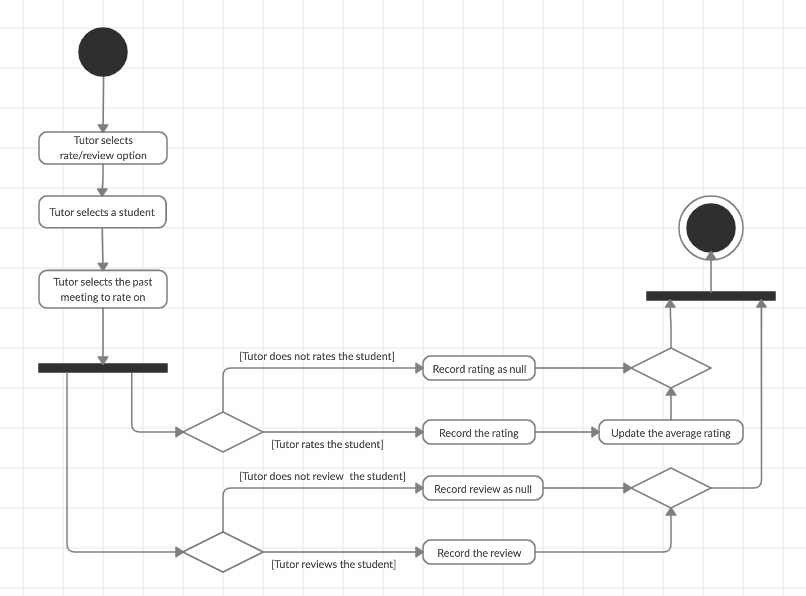 Tutor selects
rate/review option
Tutor selects a student
Tutor selects the past
meeting to rate on
[Tutor does not rates the student]
Record rating as null
[Tutor rates the student]
Record the rating
Update the average rating
[Tutor does not review  the student]
Record review as null
[Tutor reviews the student]
Record the review